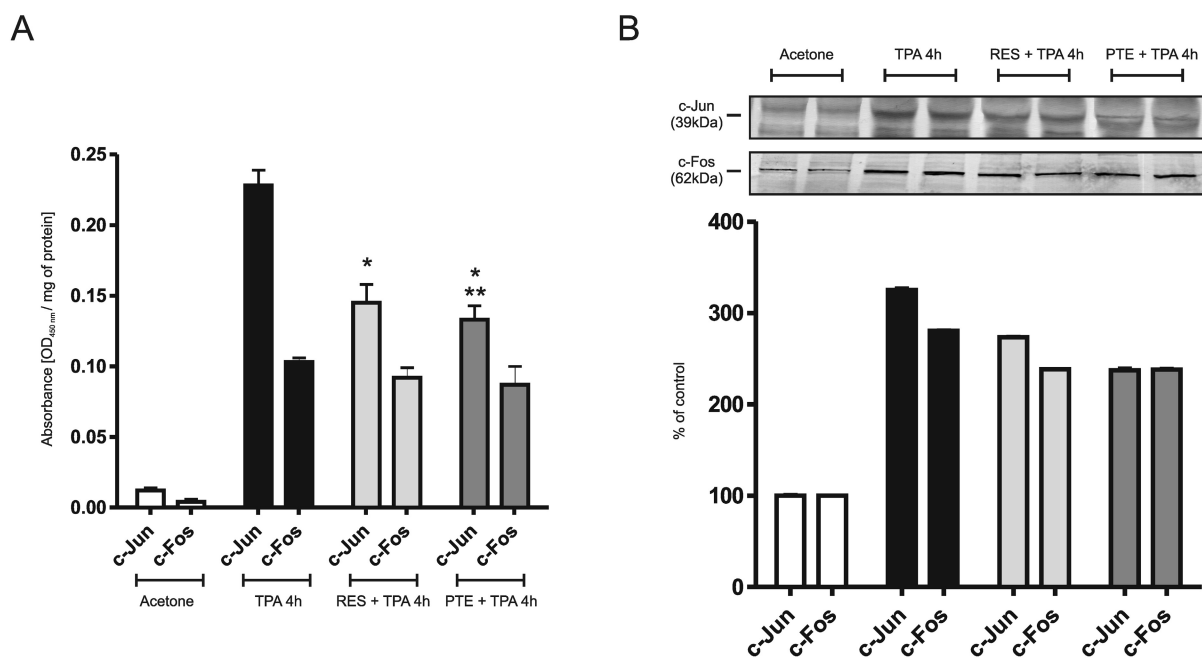 A
0.25
0.20
0.15
0.10
0.05
0.00
Absorbance [OD450 nm / mg of protein]
*
*
**
c-Jun c-Fos c-Jun c-Fos c-Jun c-Fos c-Jun c-Fos
Acetone TPA 4h RES + TPA 4h PTE + TPA 4h
B
Acetone TPA 4h RES + TPA 4h PTE + TPA 4h
c-Jun
(39kDa)
c-Fos
(62kDa)
400
300
200
100
0
% of control
c-Jun c-Fos c-Jun c-Fos c-Jun c-Fos c-Jun c-Fos